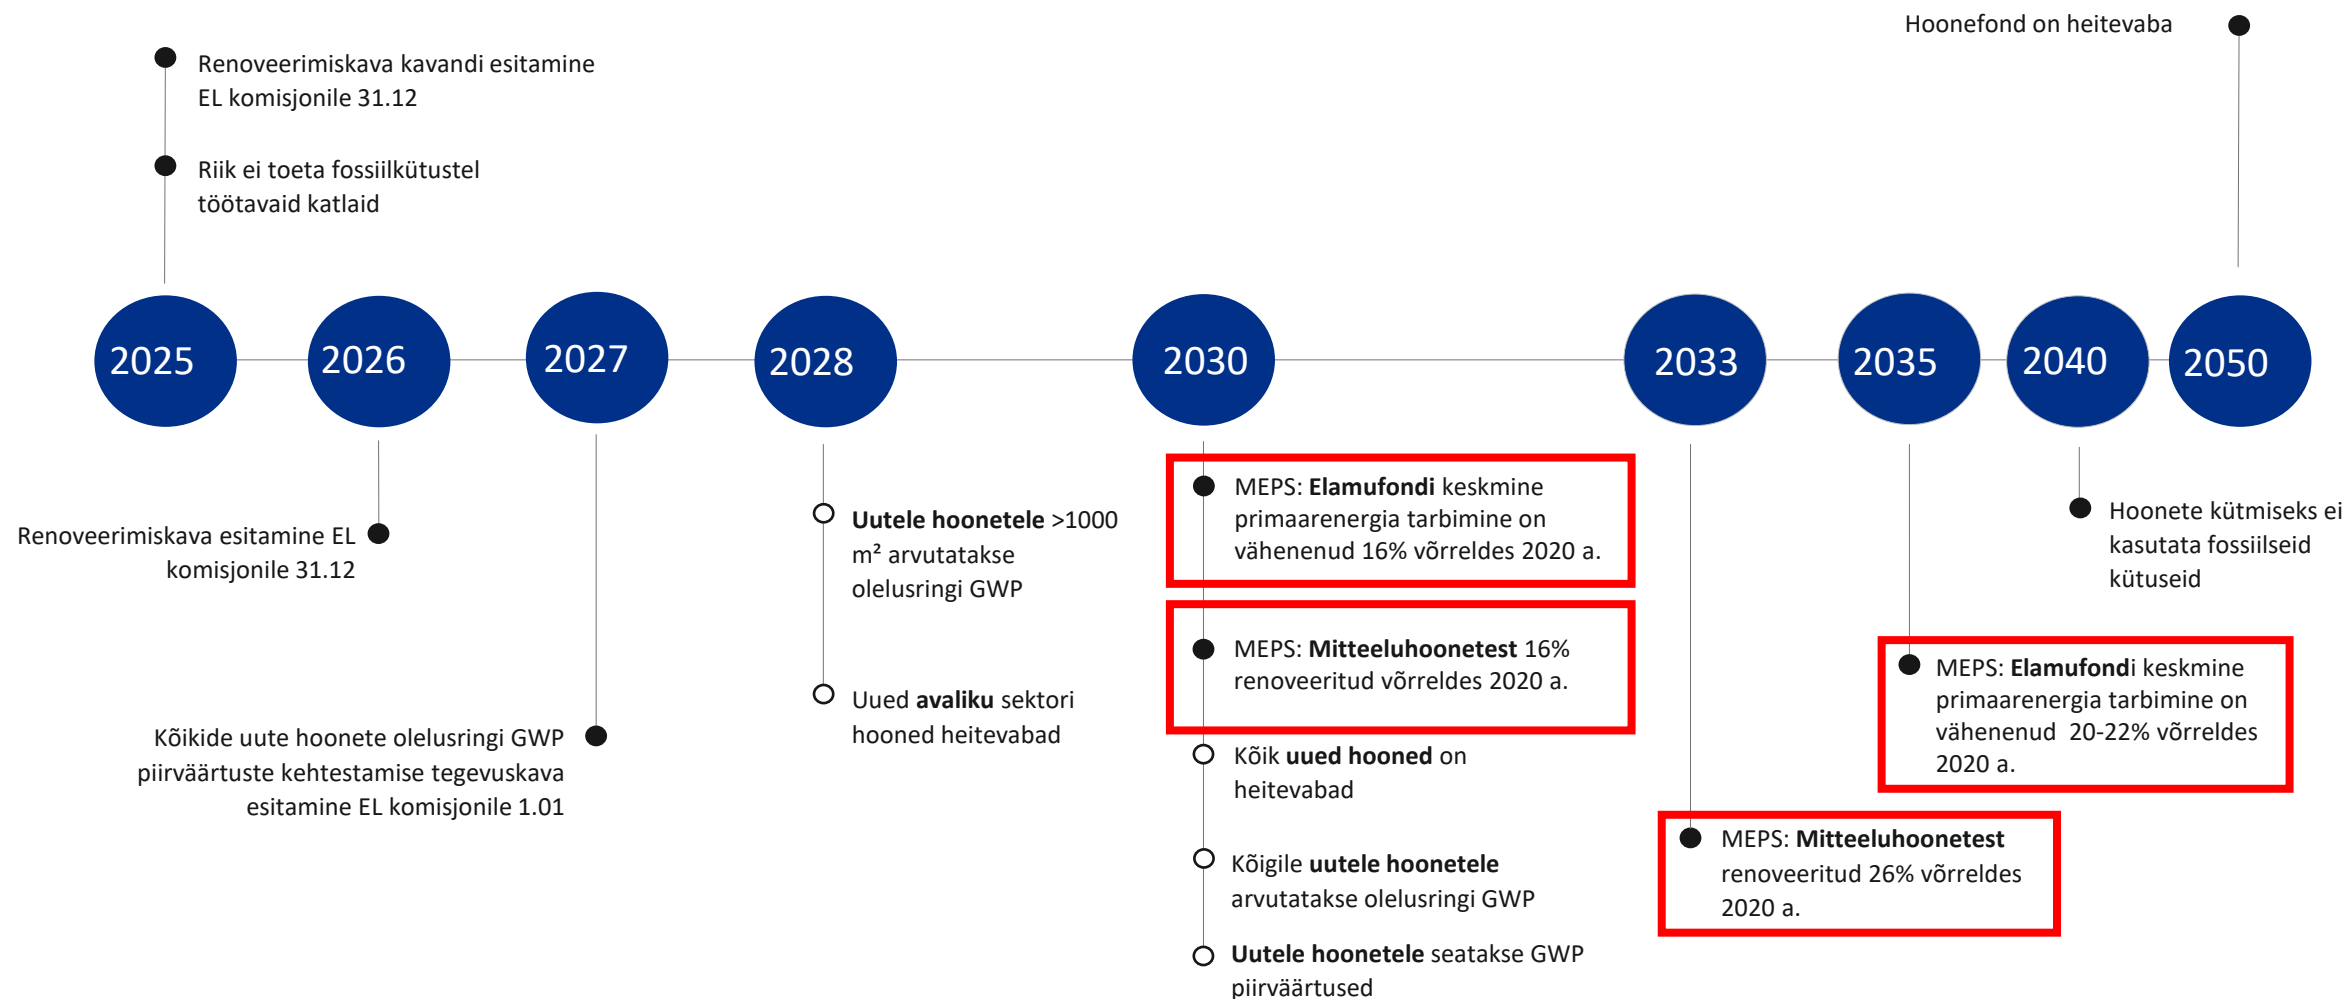 Hoonefond on heitevaba
Renoveerimiskava kavandi esitamine
EL komisjonile 31.12
Riik ei toeta fossiilkütustel
töötavaid katlaid
2025
2026
2027
2028
2030
2033
2035
2040
2050
Renoveerimiskava esitamine EL
komisjonile 31.12
Kõikide uute hoonete olelusringi GWP
piirväärtuste kehtestamise tegevuskava
esitamine EL komisjonile 1.01
Uutele hoonetele >1000
m² arvutatakse
olelusringi GWP
Uued avaliku sektori
hooned heitevabad
MEPS: Elamufondi keskmine
primaarenergia tarbimine on
vähenenud 16% võrreldes 2020 a.
MEPS: Mitteeluhoonetest 16%
renoveeritud võrreldes 2020 a.
Kõik uued hooned on
heitevabad
Kõigile uutele hoonetele
arvutatakse olelusringi GWP
Uutele hoonetele seatakse GWP
piirväärtused
MEPS: Mitteeluhoonetest
renoveeritud 26% võrreldes
2020 a.
MEPS: Elamufondi keskmine
primaarenergia tarbimine on
vähenenud 20-22% võrreldes
2020 a.
Hoonete kütmiseks ei
kasutata fossiilseid
kütuseid